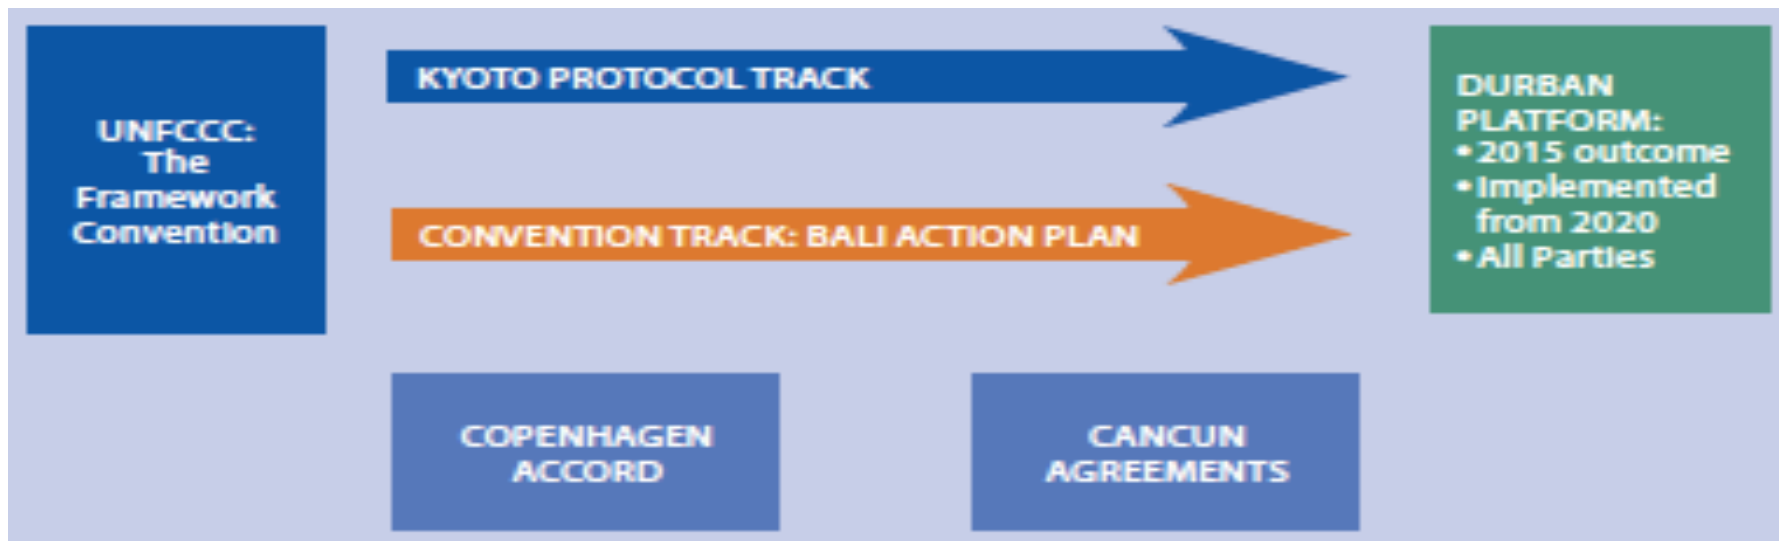 UNFCCC:
The
Framework
Convention
KYOTO PROTOCOL TRACK
CONVENTION TRACK: BALI ACTION PLAN
DURBAN
PLATFORM:
• 2015 outcome
• Implemented
from 2020
• All Parties
COPENHAGEN
ACCORD
CANCUN
AGREEMENTS